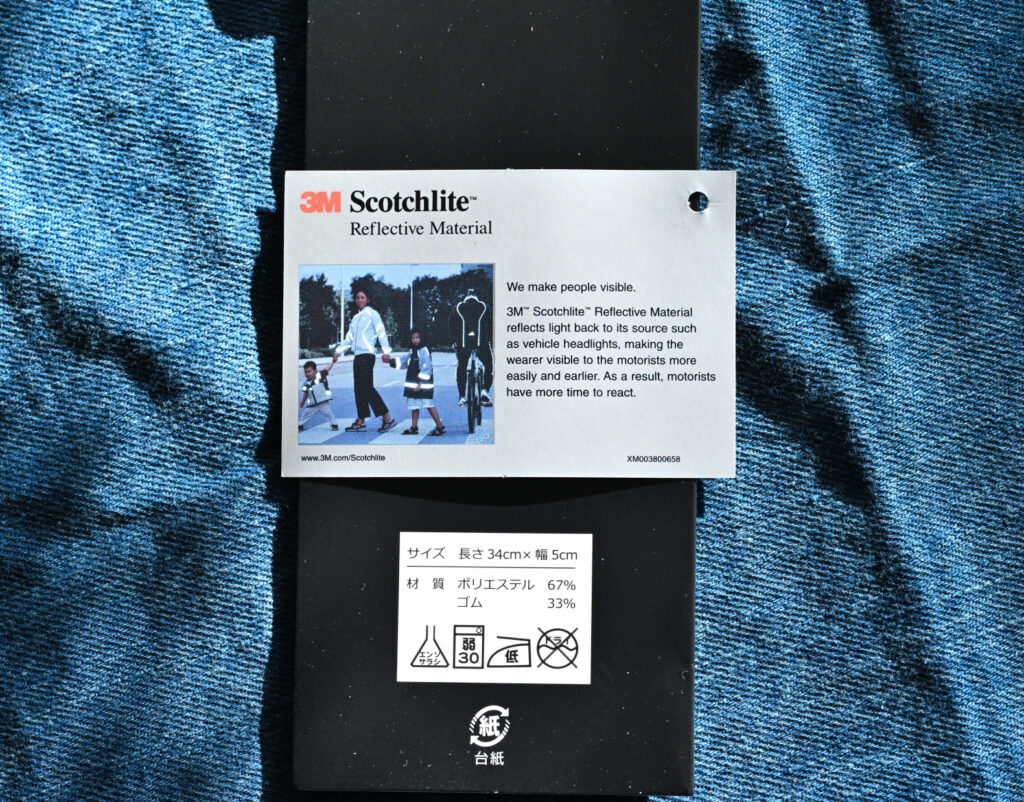 3M Scotchlite™
Reflective Material
We make people visible.
3M™ Scotchlite™ Reflective Material
reflects light back to its source such
as vehicle headlights, making the
wearer visible to the motorists more
easily and earlier. As a result, motorists
have more time to react.
www.3M.com/Scotchlite
XM003800658
サイズ 長さ34cm×幅5cm
材 質 ポリエステル 67%
ゴム 33%
エンソ
サラシ
弱
30
低
ドライ
紙
台紙